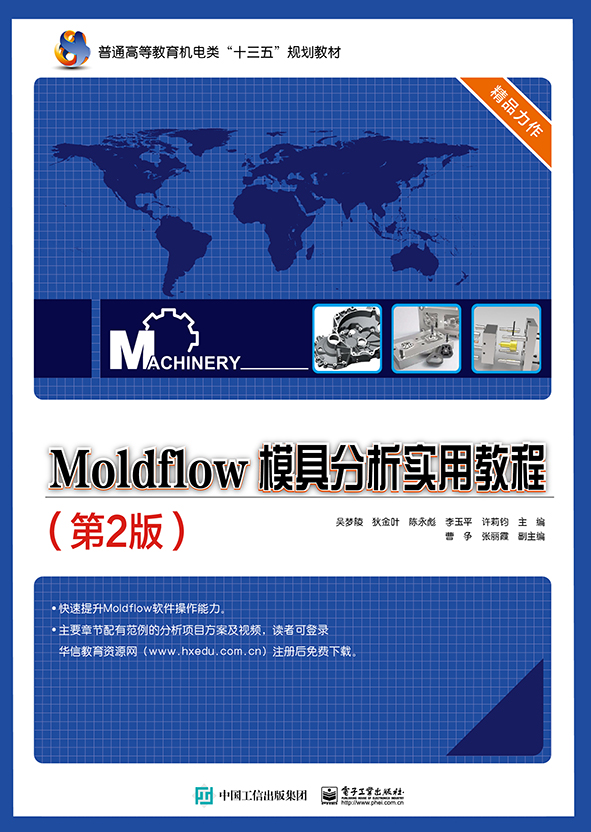 普通高等教育机电类“十三五”规划教材
精品力作
MACHINERY
Moldflow 模具分析实用教程
（第2版）
吴梦陵 狄金叶 陈永彪 李玉平 许莉钧 主 编
曹 争 张丽霞 副主编
• 快速提升Moldflow软件操作能力。
• 主要章节配有范例的分析项目方案及视频，读者可登录
华信教育资源网（www.hxedu.com.cn）注册后免费下载。
中国工信出版集团
电子工业出版社
PUBLISHING HOUSE OF ELECTRONICS INDUSTRY
http://www.phei.com.cn